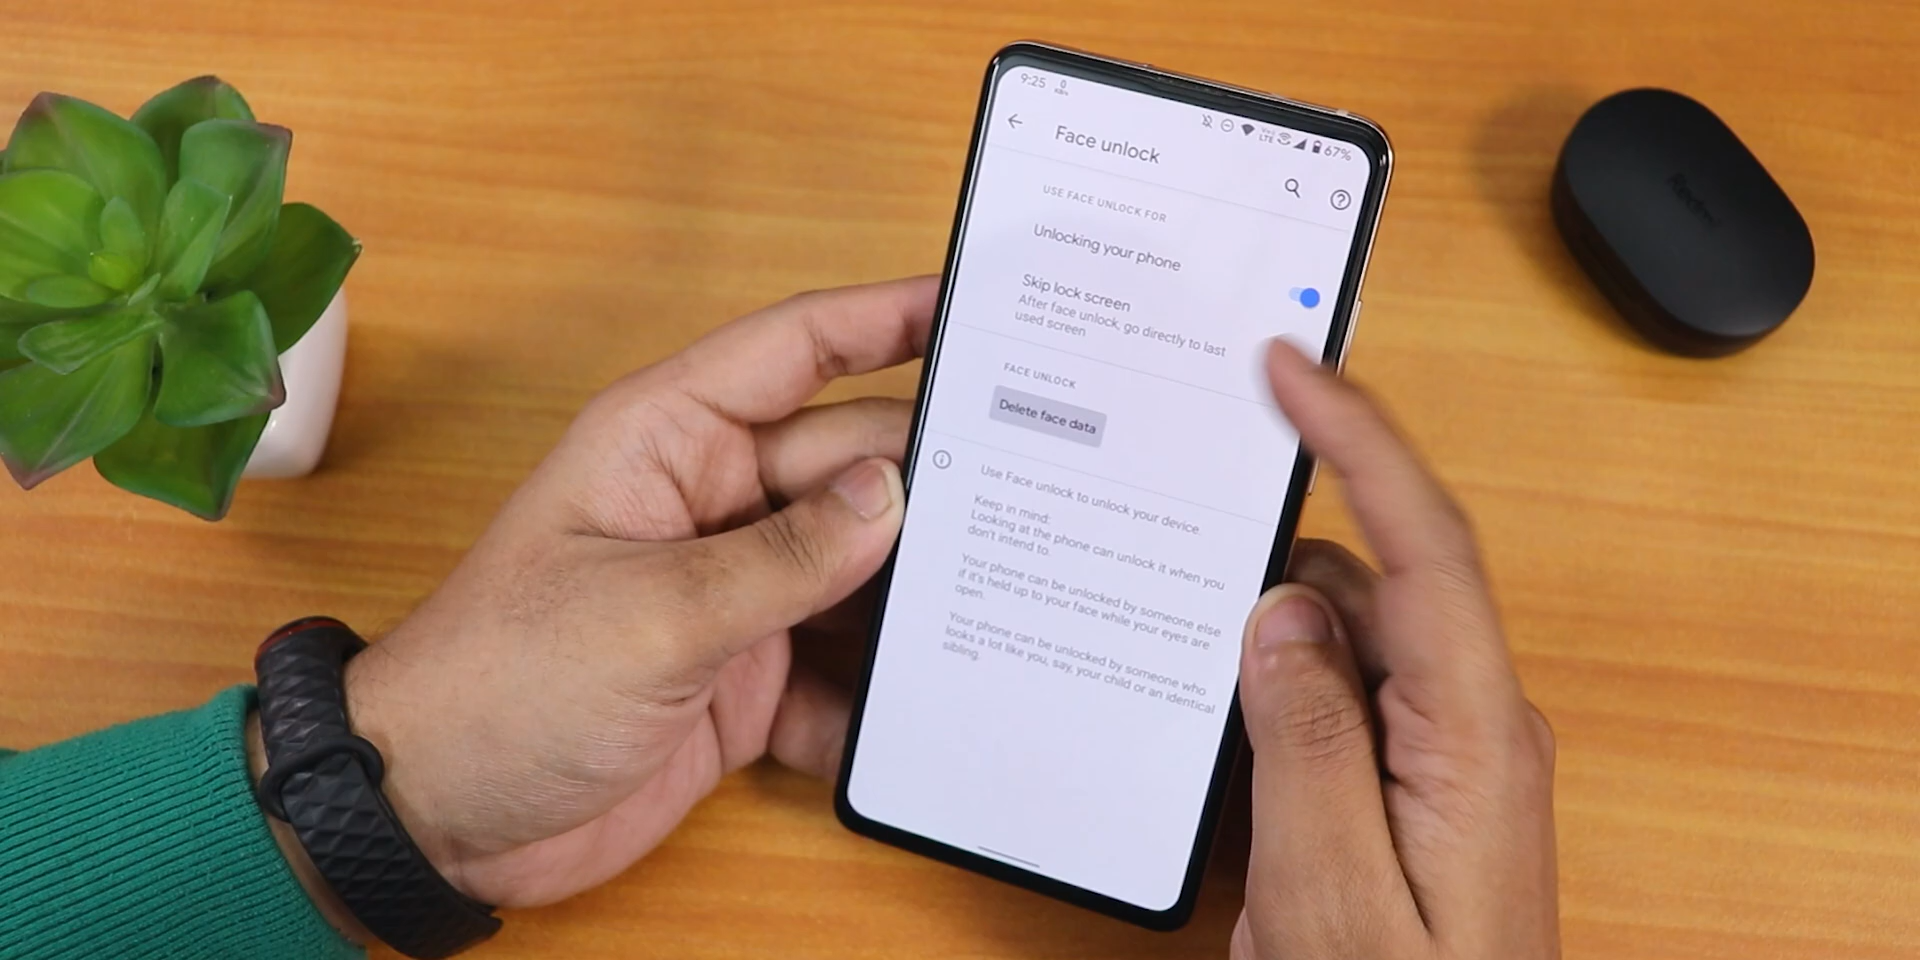 9:25 0 KB/s
LTE 67%
Face unlock
USE FACE UNLOCK FOR
Unlocking your phone
Skip lock screen
After face unlock, go directly to last
used screen
FACE UNLOCK
Delete face data
Use Face unlock to unlock your device.
Keep in mind:
Looking at the phone can unlock it when you
don't intend to.
Your phone can be unlocked by someone else
if it's held up to your face while your eyes are
open.
Your phone can be unlocked by someone who
looks a lot like you, say, your child or an identical
sibling.
Redmi